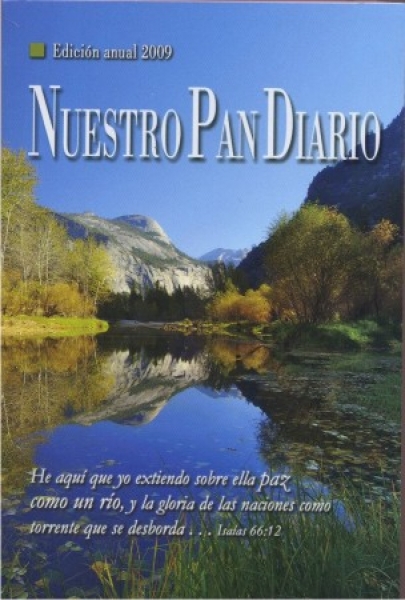 Edición anual 2009
NUESTRO PAN DIARIO
He aquí que yo extiendo sobre ella paz
como un río, y la gloria de las naciones como
torrente que se desborda . . . Isaías 66:12